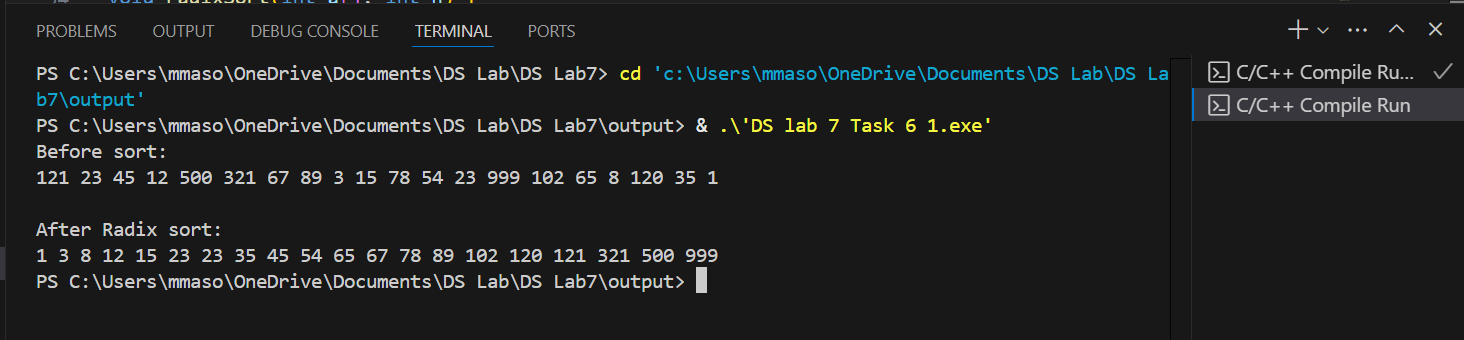 PROBLEMS OUTPUT DEBUG CONSOLE TERMINAL PORTS
PS C:\Users\mmaso\OneDrive\Documents\DS Lab\DS Lab7> cd 'c:\Users\mmaso\OneDrive\Documents\DS Lab\DS La
b7\output'
PS C:\Users\mmaso\OneDrive\Documents\DS Lab\DS Lab7\output> & .\'DS lab 7 Task 6 1.exe'
Before sort:
121 23 45 12 500 321 67 89 3 15 78 54 23 999 102 65 8 120 35 1
After Radix sort:
1 3 8 12 15 23 23 35 45 54 65 67 78 89 102 120 121 321 500 999
PS C:\Users\mmaso\OneDrive\Documents\DS Lab\DS Lab7\output>
C/C++ Compile Ru...
C/C++ Compile Run